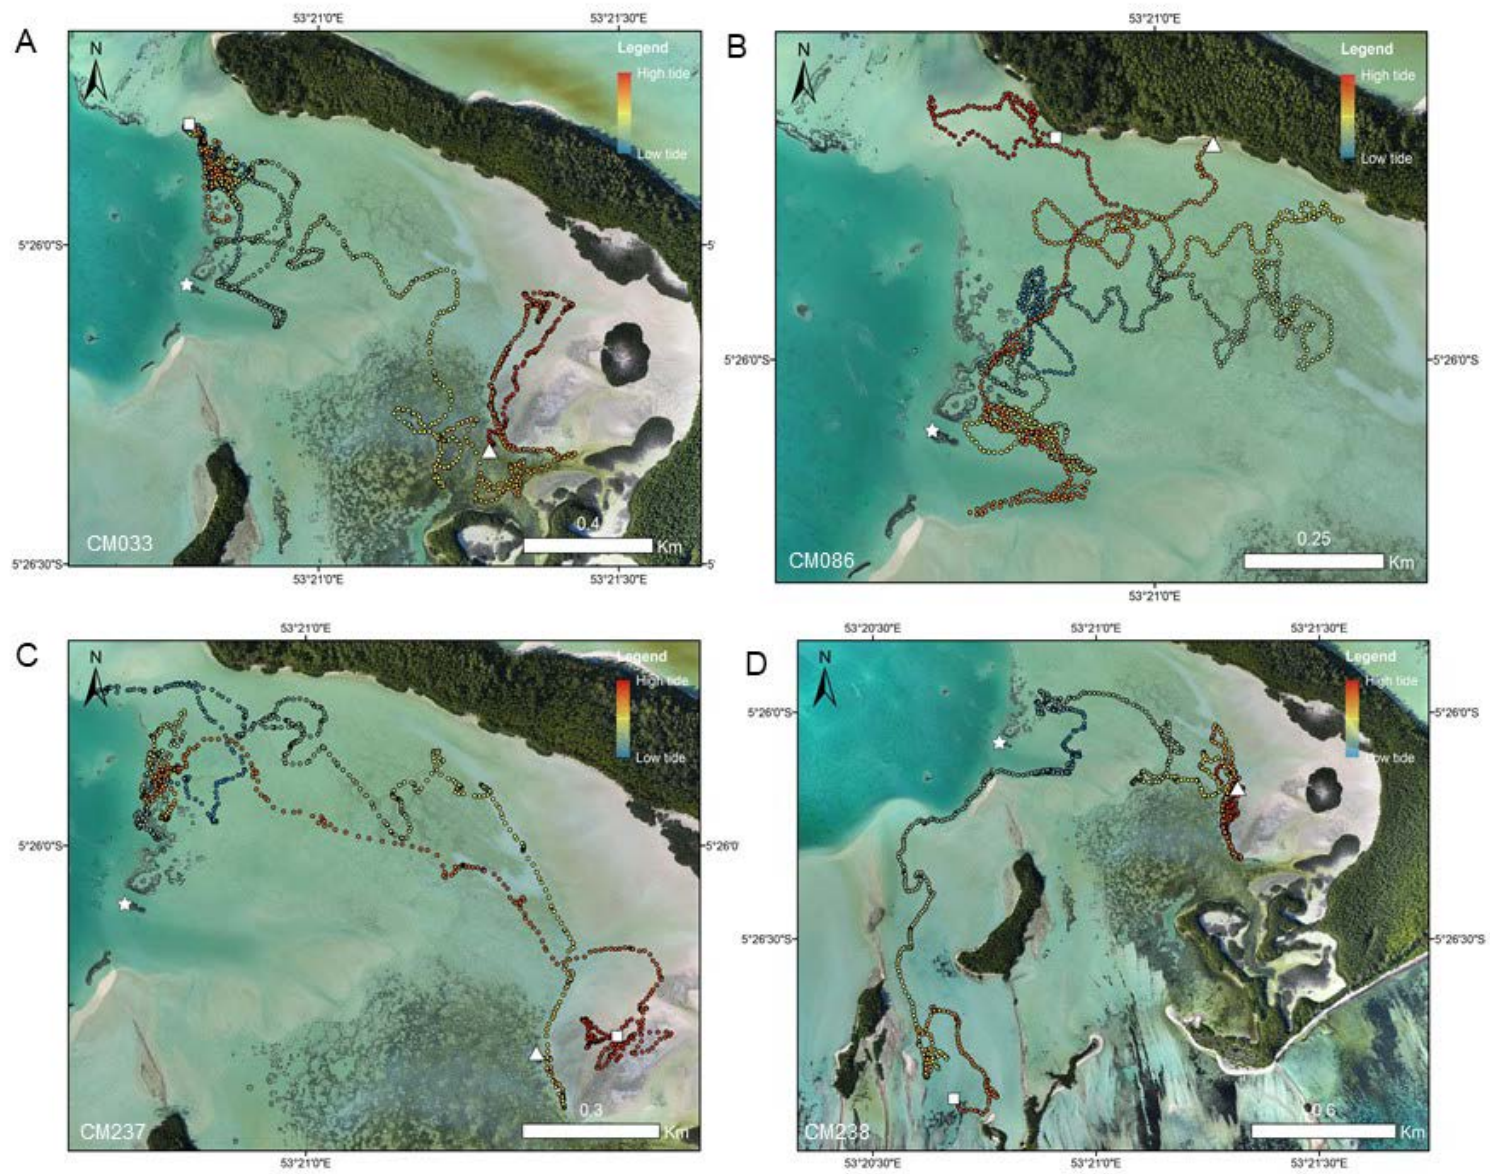 A
53°21'0"E
53°21'30"E
N
Legend
High tide
Low tide
5°26'0"S
5'
0.4
Km
CM033
5°26'30"S
5'
53°21'0"E
53°21'30"E
B
53°21'0"E
N
Legend
High tide
Low tide
5°26'0"S
5°26'0"S
0.25
Km
CM086
53°21'0"E
C
53°21'0"E
N
Legend
High tide
Low tide
5°26'0"S
5°26'0'
0.3
Km
CM237
53°21'0"E
D
53°20'30"E
53°21'0"E
53°21'30"E
N
Legend
High tide
Low tide
5°26'0"S
5°26'0"S
5°26'30"S
5°26'30"S
0.6
Km
CM238
53°20'30"E
53°21'0"E
53°21'30"E